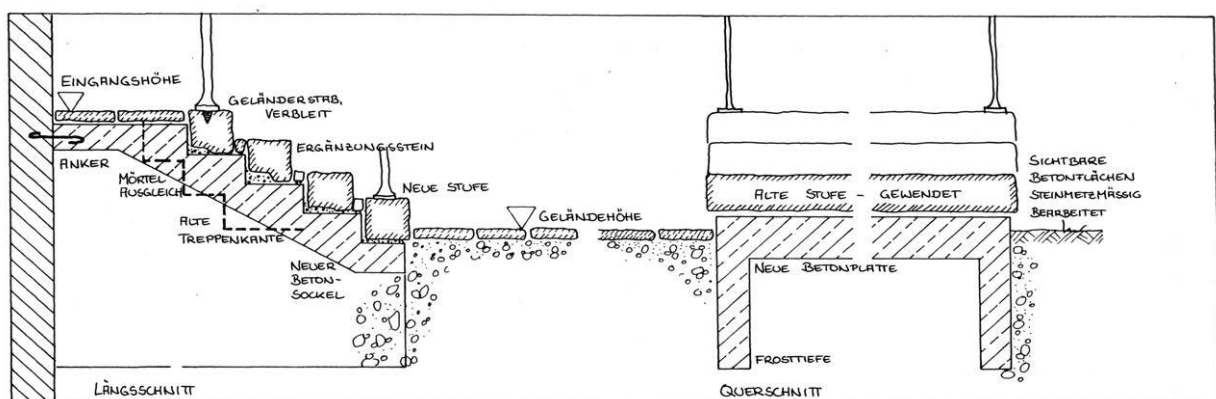 EINGANGSHÖHE
GELÄNDERSTAB,
VERBLEIT
ERGÄNZUNGSSTEIN
ANKER
MÖRTEL
AUSGLEICH
NEUE STUFE
ALTE
TREPPENKANTE
GELÄNDEHÖHE
NEUER
BETON-
SOCKEL
LÄNGSSCHNITT
ALTE STUFE - GEWENDET
SICHTBARE
BETONFLÄCHEN
STEINMETZMÄSSIG
BEARBEITET
NEUE BETONPLATTE
FROSTTIEFE
QUERSCHNITT